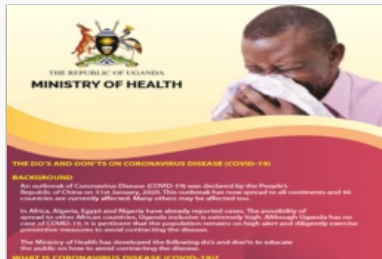 THE REPUBLIC OF UGANDA
MINISTRY OF HEALTH
THE DO'S AND DON'TS ON CORONAVIRUS DISEASE (COVID-19)
BACKGROUND
An outbreak of Coronavirus Disease (COVID-19) was declared by the People's
Republic of China on 31st January, 2020. This outbreak has now spread to all continents and 46
countries are currently affected. Many others may be affected too.
In Africa, Algeria, Egypt and Nigeria have already reported cases. The possibility of
spread to other African countries, Uganda inclusive is extremely high. Although Uganda has no
case of COVID-19, it is pertinent that the population remains on high alert and diligently exercise
preventive measures to avoid contracting the disease.
The Ministry of Health has developed the following do's and don'ts to educate
the public on how to avoid contracting the disease.
WHAT IS CORONAVIRUS DISEASE (COVID-19)?